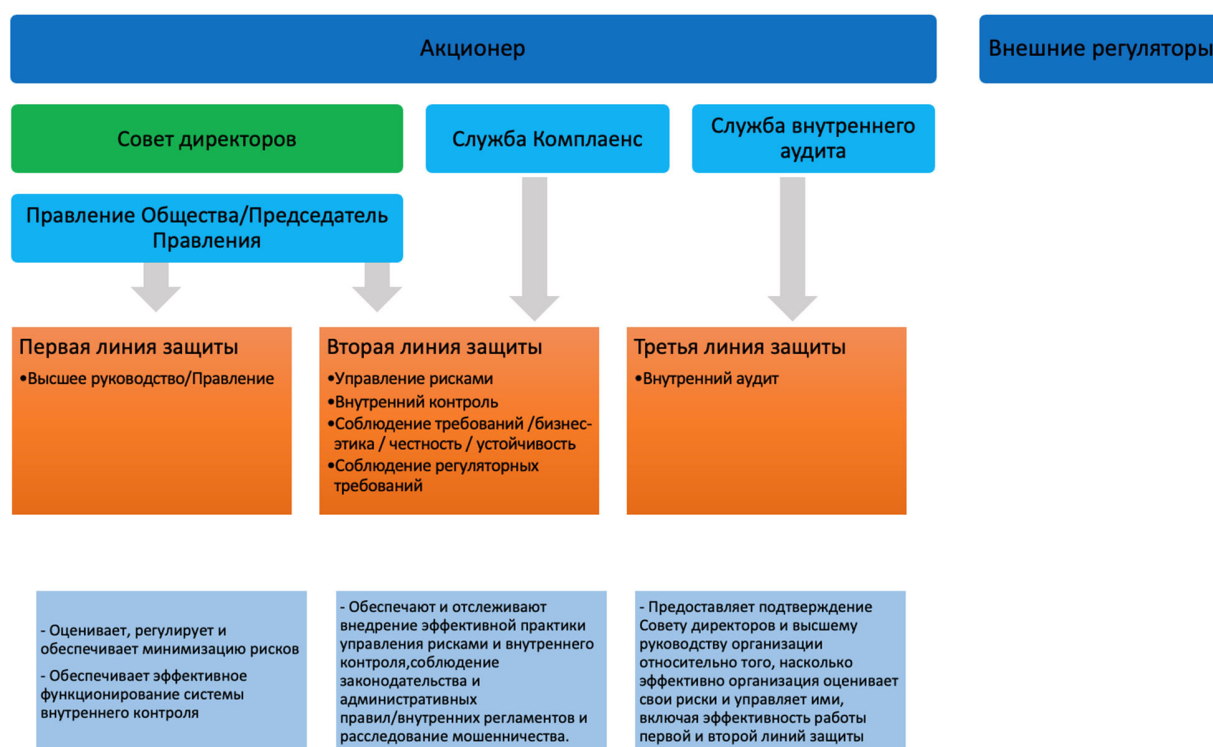 Акционер
Внешние регуляторы
Совет директоров
Служба Комплаенс
Служба внутреннего
аудита
Правление Общества/Председатель
Правления
Первая линия защиты
•Высшее руководство/Правление
Вторая линия защиты
•Управление рисками
•Внутренний контроль
•Соблюдение требований /бизнес-
этика / честность / устойчивость
•Соблюдение регуляторных
требований
Третья линия защиты
•Внутренний аудит
- Оценивает, регулирует и
обеспечивает минимизацию рисков
- Обеспечивает эффективное
функционирование системы
внутреннего контроля
- Обеспечают и отслеживают
внедрение эффективной практики
управления рисками и внутреннего
контроля,соблюдение
законодательства и
административных
правил/внутренних регламентов и
расследование мошенничества.
- Предоставляет подтверждение
Совету директоров и высшему
руководству организации
относительно того, насколько
эффективно организация оценивает
свои риски и управляет ими,
включая эффективность работы
первой и второй линий защиты